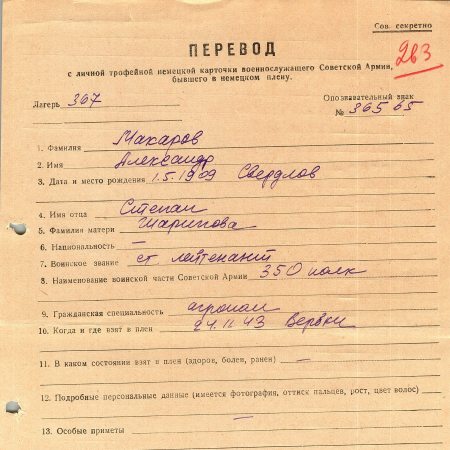 Сов. секретно
283
ПЕРЕВОД
с личной трофейной немецкой карточки военнослужащего Советской Армии,
бывшего в немецком плену.
Лагерь 367
Опознавательный знак
№ 36565
1. Фамилия Макаров
2. Имя Александр
3. Дата и место рождения 1.5.1909 Свердлов
4. Имя отца Степан
5. Фамилия матери Шарипова
6. Национальность —
7. Воинское звание ст. лейтенант
8. Наименование воинской части Советской Армии 350 полк
9. Гражданская специальность агроном
10. Когда и где взят в плен 24.11.43 Вербки
11. В каком состоянии взят в плен (здоров, болен, ранен) —
12. Подробные персональные данные (имеется фотография, оттиск пальцев, рост, цвет волос)
—
13. Особые приметы